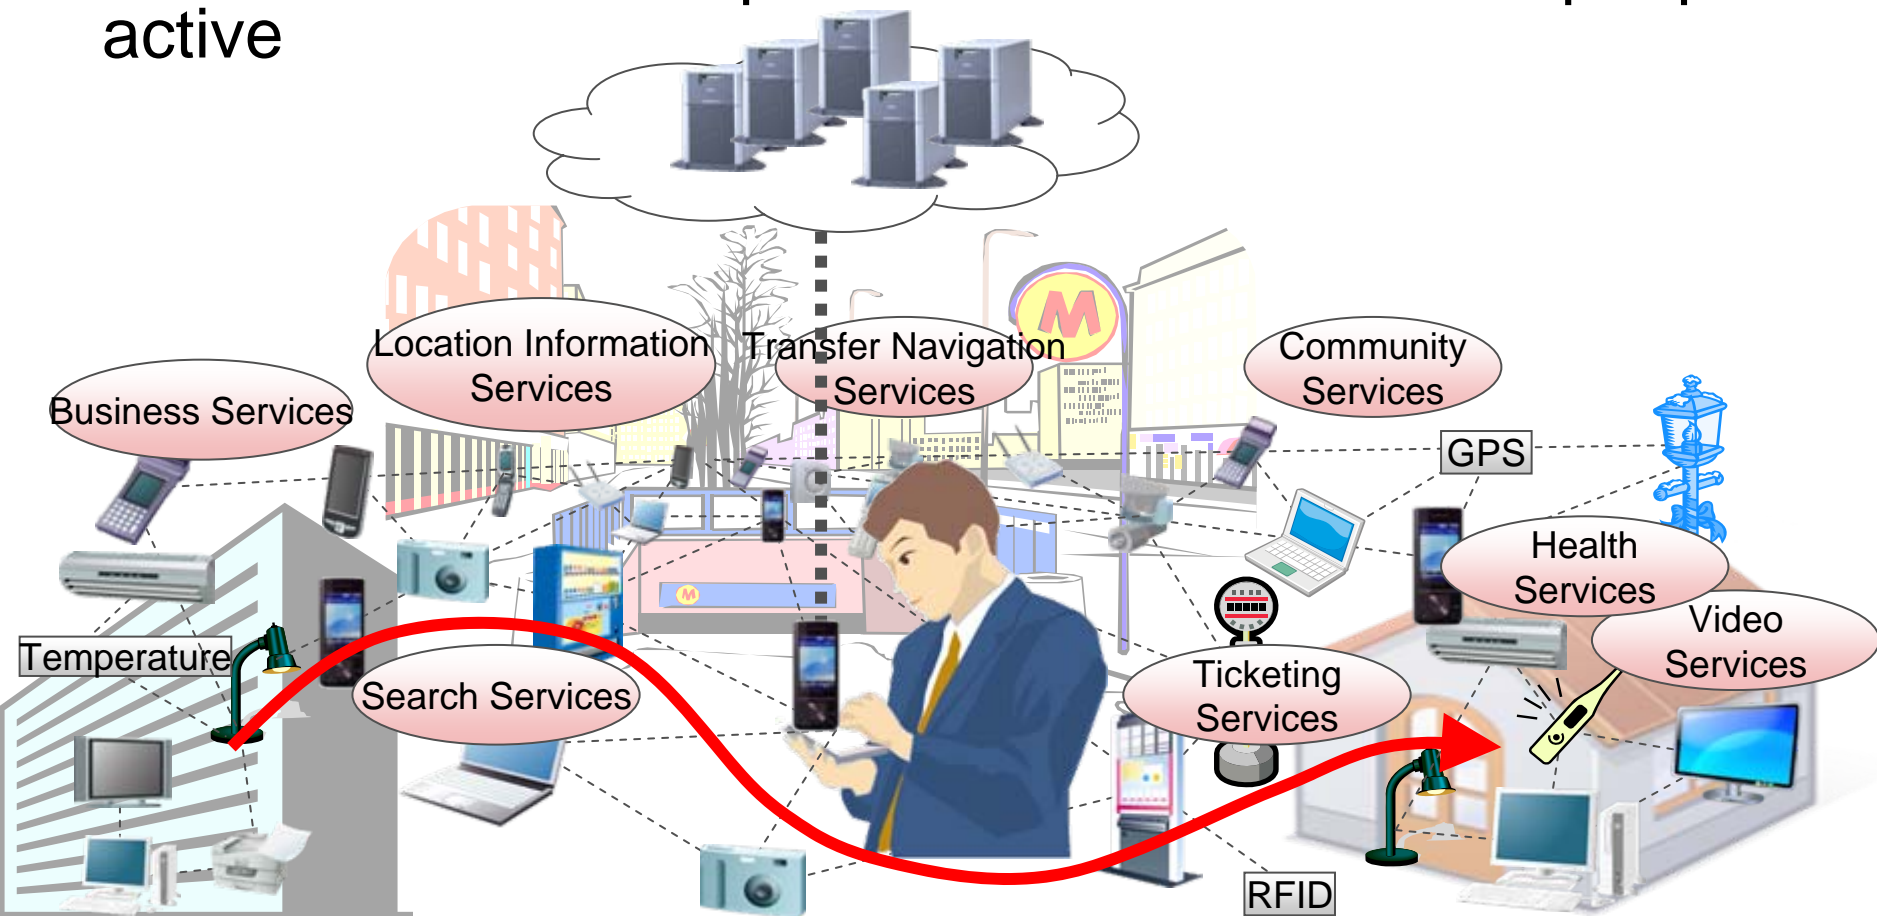 active
Location Information
Services
Transfer Navigation
Services
Community
Services
Business Services
GPS
Health
Services
Video
Services
Temperature
Search Services
Ticketing
Services
RFID
M
M